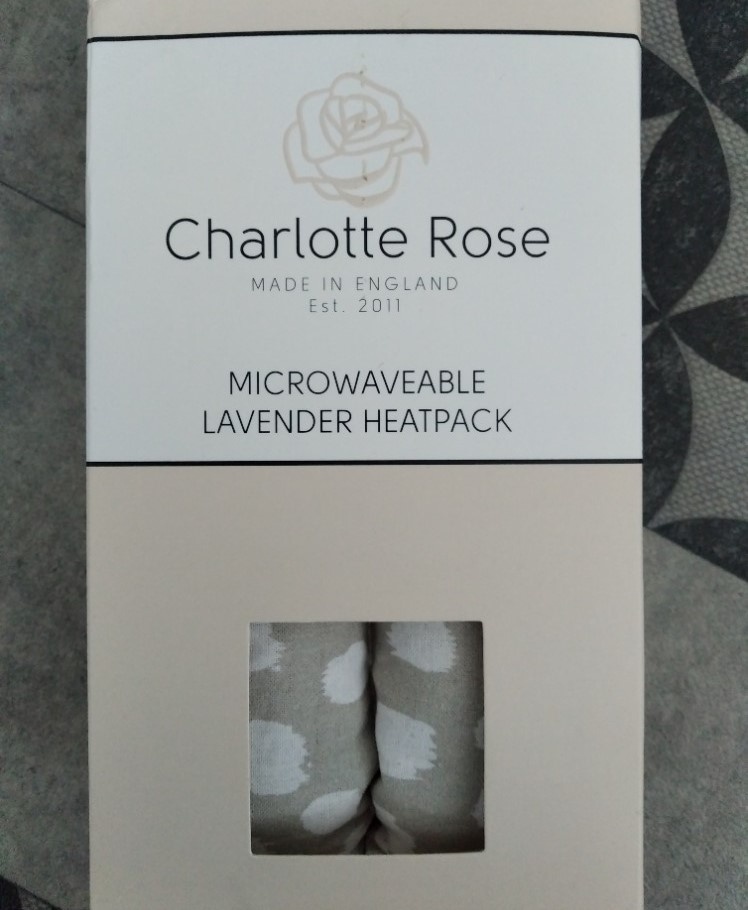 Charlotte Rose
MADE IN ENGLAND
Est. 2011
MICROWAVEABLE
LAVENDER HEATPACK